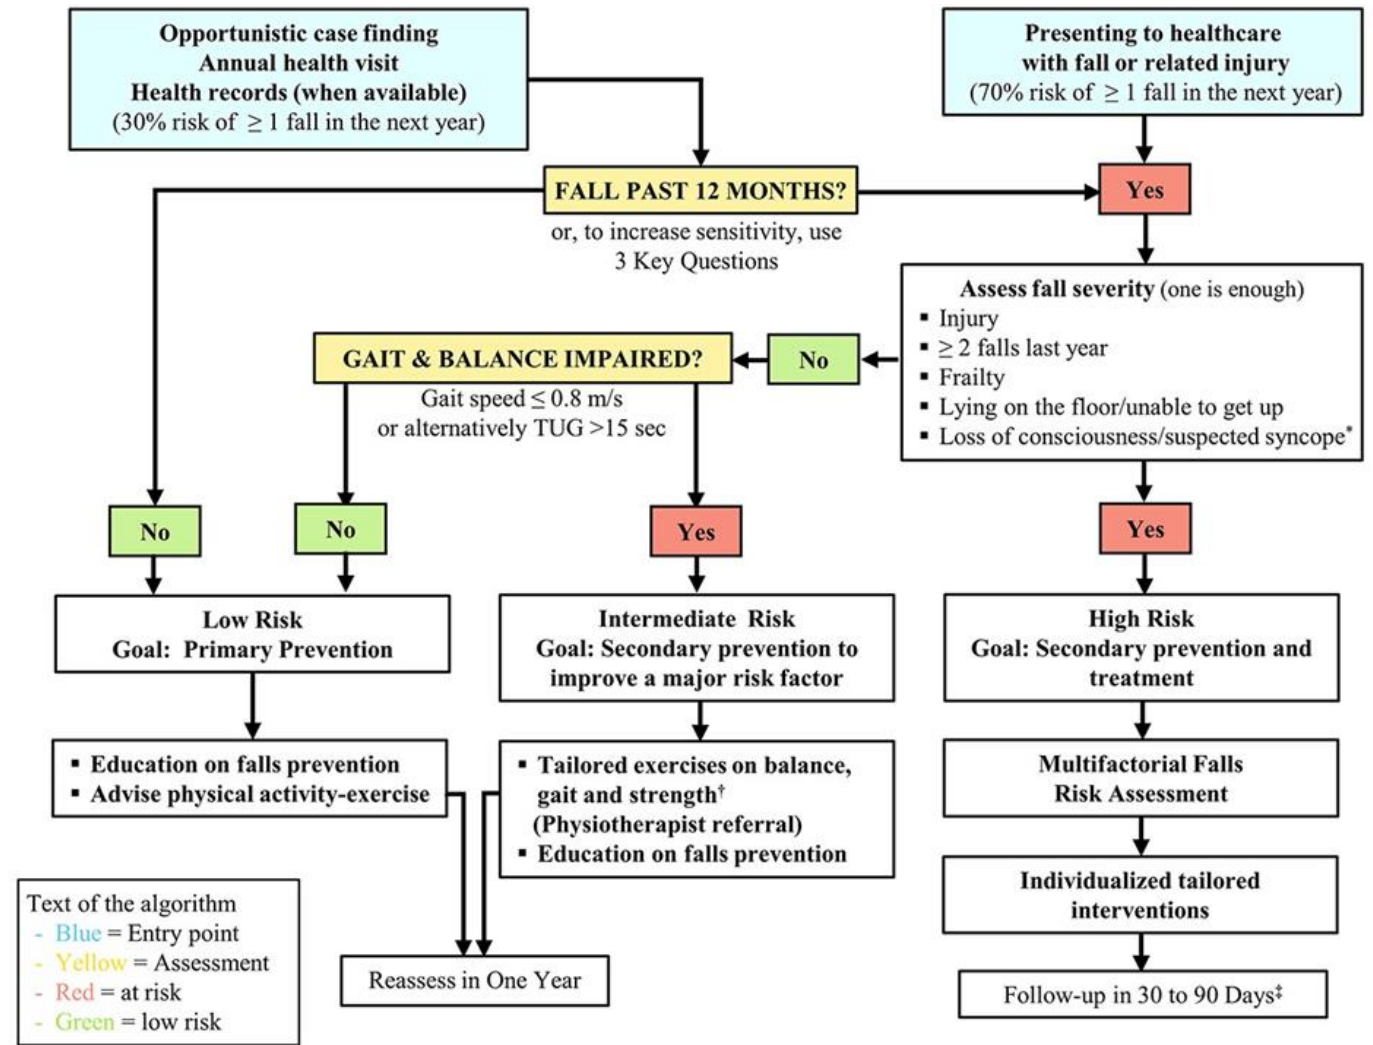 Opportunistic case finding
Annual health visit
Health records (when available)
(30% risk of ≥ 1 fall in the next year)
Presenting to healthcare
with fall or related injury
(70% risk of ≥ 1 fall in the next year)
FALL PAST 12 MONTHS?
Yes
or, to increase sensitivity, use
3 Key Questions
Assess fall severity (one is enough)
▪ Injury
▪ ≥ 2 falls last year
▪ Frailty
▪ Lying on the floor/unable to get up
▪ Loss of consciousness/suspected syncope*
No
GAIT & BALANCE IMPAIRED?
Gait speed ≤ 0.8 m/s
or alternatively TUG >15 sec
No
No
Yes
Yes
Low Risk
Goal: Primary Prevention
Intermediate Risk
Goal: Secondary prevention to
improve a major risk factor
High Risk
Goal: Secondary prevention and
treatment
▪ Education on falls prevention
▪ Advise physical activity-exercise
▪ Tailored exercises on balance,
gait and strength†
(Physiotherapist referral)
▪ Education on falls prevention
Multifactorial Falls
Risk Assessment
Individualized tailored
interventions
Text of the algorithm
- Blue = Entry point
- Yellow = Assessment
- Red = at risk
- Green = low risk
Reassess in One Year
Follow-up in 30 to 90 Days‡